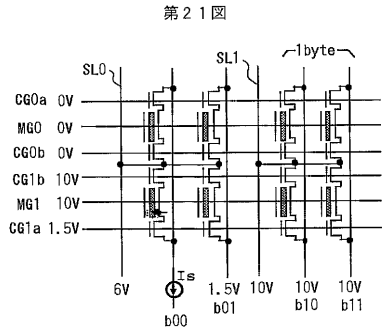 第21図
SL0 SL1 1byte
CG0a 0V
MG0 0V
CG0b 0V
CG1b 10V
MG1 10V
CG1a 1.5V
Is
6V 1.5V 10V 10V 10V
b00 b01 b10 b11